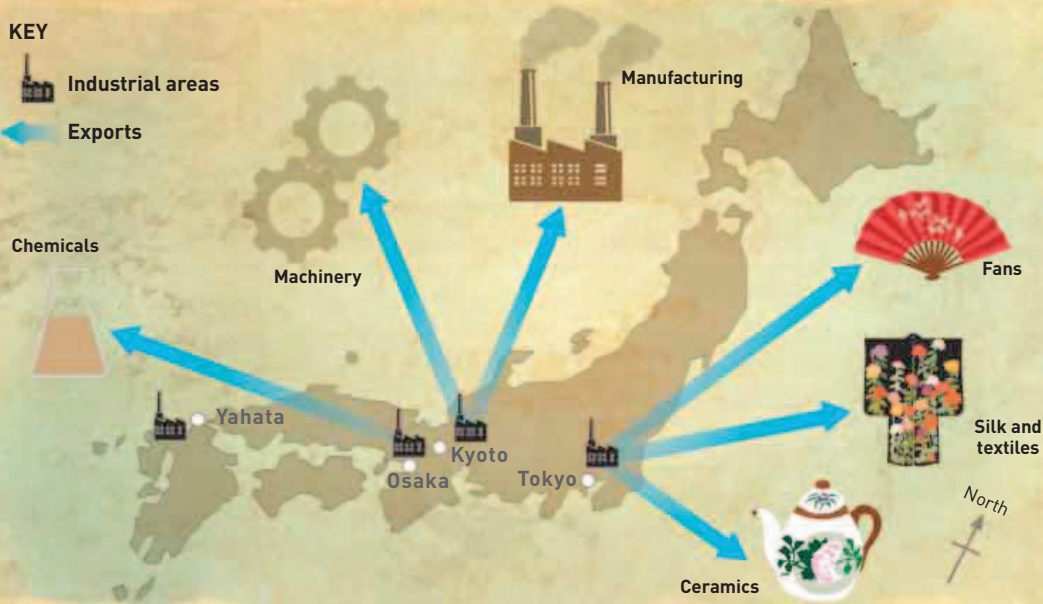 KEY
Industrial areas
Exports
Manufacturing
Chemicals
Machinery
Fans
Yahata
Kyoto
Osaka
Tokyo
Silk and
textiles
North
Ceramics